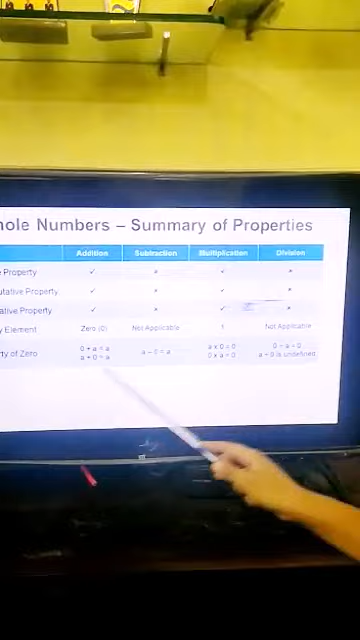 hole Numbers – Summary of Properties
Addition Subtraction Multiplication Division
e Property ✓ × ✓ ×
utative Property ✓ × ✓ ×
ative Property ✓ × ✓ ×
y Element Zero (0) Not Applicable 1 Not Applicable
rty of Zero 0 + a = a a – 0 = a a x 0 = 0 0 ÷ a = 0
a + 0 = a 0 x a = 0 a ÷ 0 is undefined